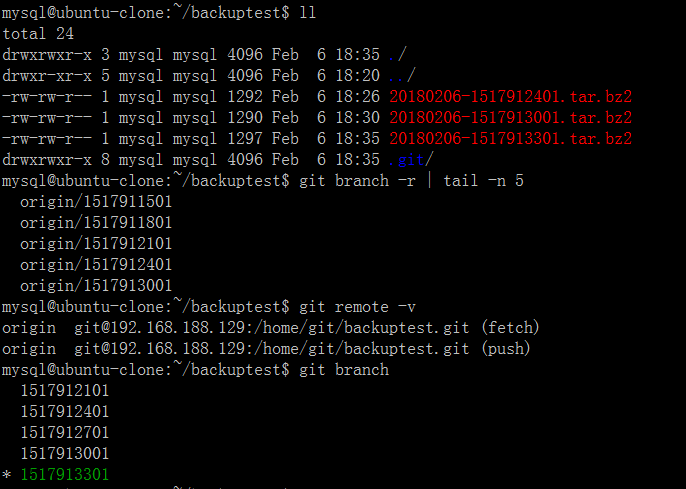 mysql@ubuntu-clone:~/backuptest$ ll
total 24
drwxrwxr-x 3 mysql mysql 4096 Feb  6 18:35 ./
drwxr-xr-x 5 mysql mysql 4096 Feb  6 18:20 ../
-rw-rw-r-- 1 mysql mysql 1292 Feb  6 18:26 20180206-1517912401.tar.bz2
-rw-rw-r-- 1 mysql mysql 1290 Feb  6 18:30 20180206-1517913001.tar.bz2
-rw-rw-r-- 1 mysql mysql 1297 Feb  6 18:35 20180206-1517913301.tar.bz2
drwxrwxr-x 8 mysql mysql 4096 Feb  6 18:35 .git/
mysql@ubuntu-clone:~/backuptest$ git branch -r | tail -n 5
  origin/1517911501
  origin/1517911801
  origin/1517912101
  origin/1517912401
  origin/1517913001
mysql@ubuntu-clone:~/backuptest$ git remote -v
origin  git@192.168.188.129:/home/git/backuptest.git (fetch)
origin  git@192.168.188.129:/home/git/backuptest.git (push)
mysql@ubuntu-clone:~/backuptest$ git branch
  1517912101
  1517912401
  1517912701
  1517913001
* 1517913301